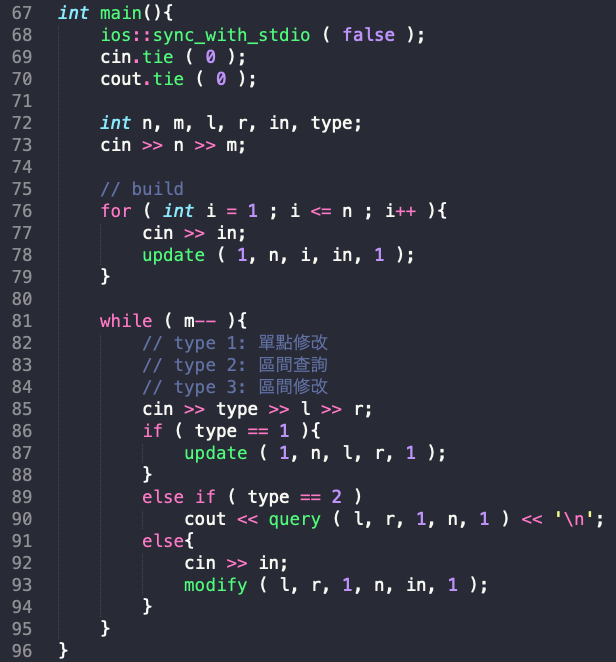 67 int main(){
68     ios::sync_with_stdio ( false );
69     cin.tie ( 0 );
70     cout.tie ( 0 );
71
72     int n, m, l, r, in, type;
73     cin >> n >> m;
74
75     // build
76     for ( int i = 1 ; i <= n ; i++ ){
77         cin >> in;
78         update ( 1, n, i, in, 1 );
79     }
80
81     while ( m-- ){
82         // type 1: 單點修改
83         // type 2: 區間查詢
84         // type 3: 區間修改
85         cin >> type >> l >> r;
86         if ( type == 1 ){
87             update ( 1, n, l, r, 1 );
88         }
89         else if ( type == 2 )
90             cout << query ( l, r, 1, n, 1 ) << '\n';
91         else{
92             cin >> in;
93             modify ( l, r, 1, n, in, 1 );
94         }
95     }
96 }